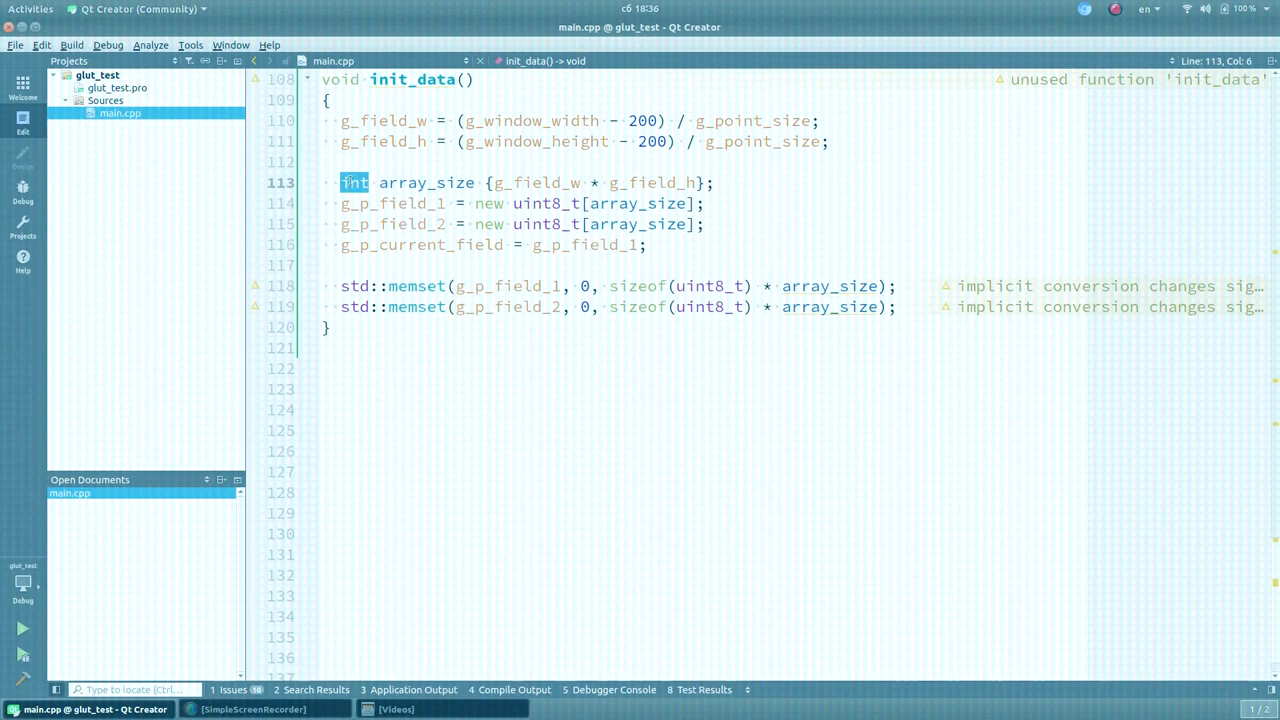 Activities
Qt Creator (Community)
сб 18:36
en
100 %
main.cpp @ glut_test - Qt Creator
File Edit Build Debug Analyze Tools Window Help
Projects
main.cpp
init_data() -> void
Line: 113, Col: 6
Welcome
Edit
Design
Debug
Projects
Help
glut_test
glut_test.pro
Sources
main.cpp
108 void init_data() unused function 'init_data'
109 {
110 g_field_w = (g_window_width - 200) / g_point_size;
111 g_field_h = (g_window_height - 200) / g_point_size;
112
113 int array_size {g_field_w * g_field_h};
114 g_p_field_1 = new uint8_t[array_size];
115 g_p_field_2 = new uint8_t[array_size];
116 g_p_current_field = g_p_field_1;
117
118 std::memset(g_p_field_1, 0, sizeof(uint8_t) * array_size); implicit conversion changes sig…
119 std::memset(g_p_field_2, 0, sizeof(uint8_t) * array_size); implicit conversion changes sig…
120 }
121
122
123
124
125
126
127
128
129
130
131
132
133
134
135
136
137
Open Documents
main.cpp
glut_test
Debug
Type to locate (Ctrl...
1 Issues 10 2 Search Results 3 Application Output 4 Compile Output 5 Debugger Console 8 Test Results
main.cpp @ glut_test - Qt Creator
[SimpleScreenRecorder]
[Videos]
1 / 2